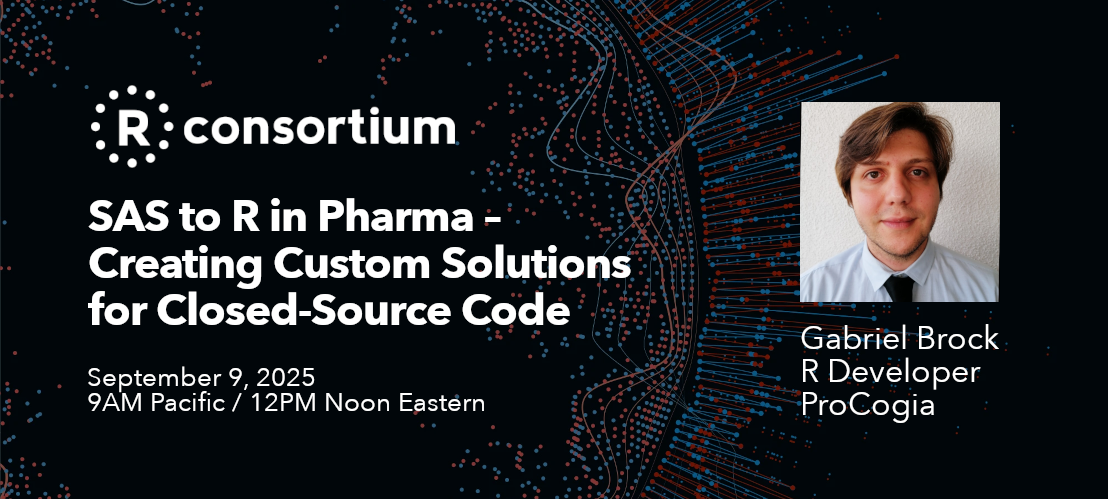 R consortium
SAS to R in Pharma –
Creating Custom Solutions
for Closed-Source Code
September 9, 2025
9AM Pacific / 12PM Noon Eastern
Gabriel Brock
R Developer
ProCogia